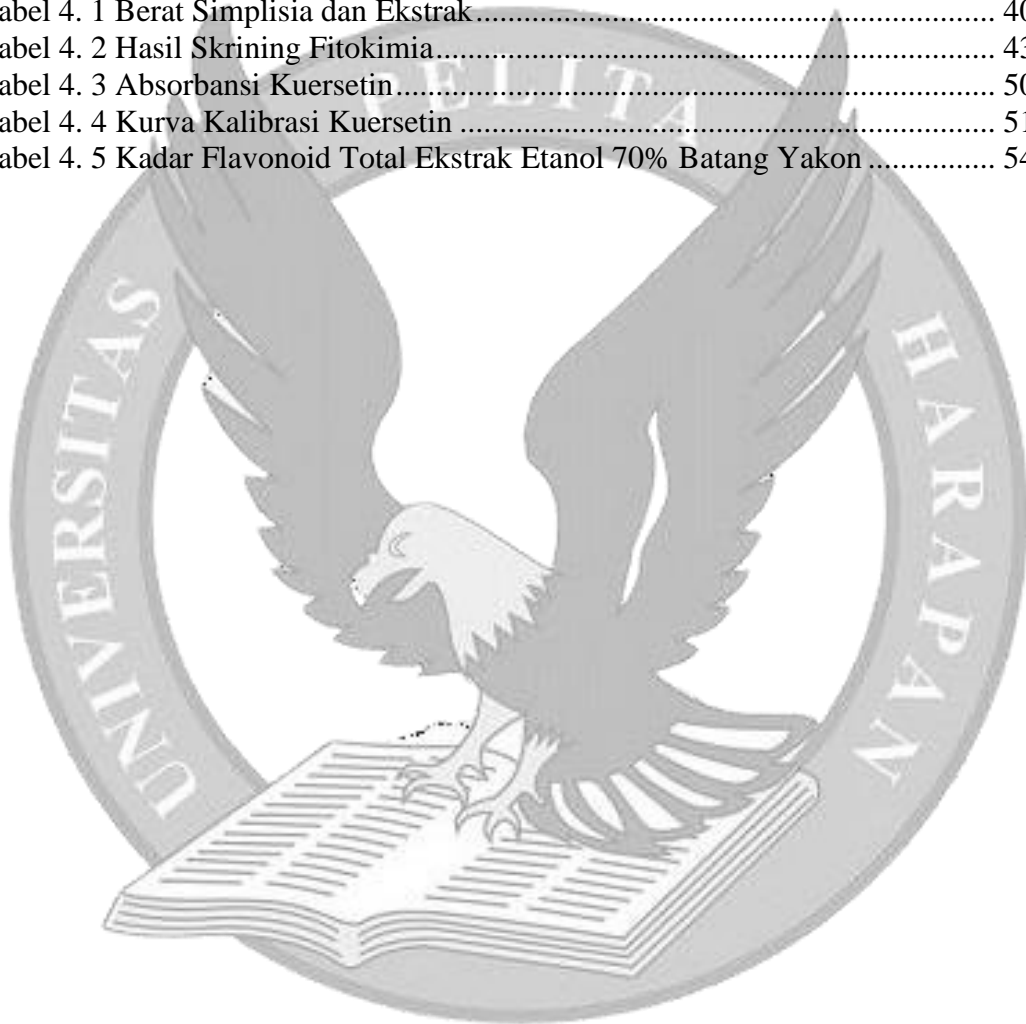 abel 4. 1 Berat Simplisia dan Ekstrak.................................................................. 40
abel 4. 2 Hasil Skrining Fitokimia....................................................................... 43
abel 4. 3 Absorbansi Kuersetin............................................................................ 50
abel 4. 4 Kurva Kalibrasi Kuersetin .................................................................... 51
abel 4. 5 Kadar Flavonoid Total Ekstrak Etanol 70% Batang Yakon ................ 54
UNIVERSITAS PELITA HARAPAN